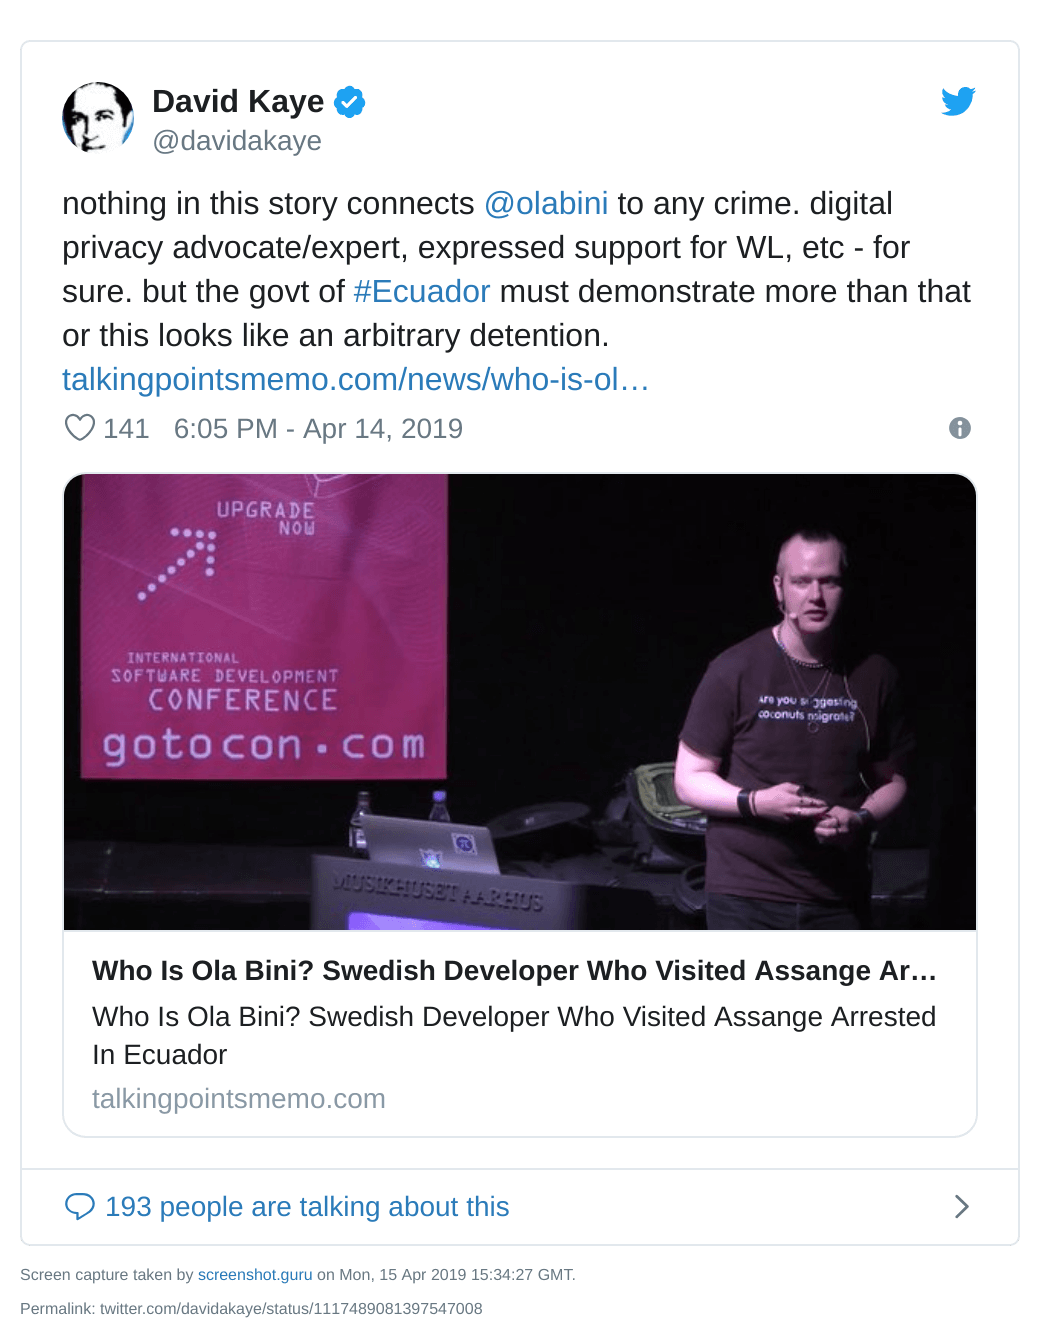 David Kaye
@davidakaye
nothing in this story connects @olabini to any crime. digital
privacy advocate/expert, expressed support for WL, etc - for
sure. but the govt of #Ecuador must demonstrate more than that
or this looks like an arbitrary detention.
talkingpointsmemo.com/news/who-is-ol…
141 6:05 PM - Apr 14, 2019
UPGRADE
NOW
INTERNATIONAL
SOFTWARE DEVELOPMENT
CONFERENCE
gotocon.com
Are you suggesting
coconuts migrate?
MUSIKHUSET AARHUS
Who Is Ola Bini? Swedish Developer Who Visited Assange Ar…
Who Is Ola Bini? Swedish Developer Who Visited Assange Arrested
In Ecuador
talkingpointsmemo.com
193 people are talking about this
Screen capture taken by screenshot.guru on Mon, 15 Apr 2019 15:34:27 GMT.
Permalink: twitter.com/davidakaye/status/1117489081397547008